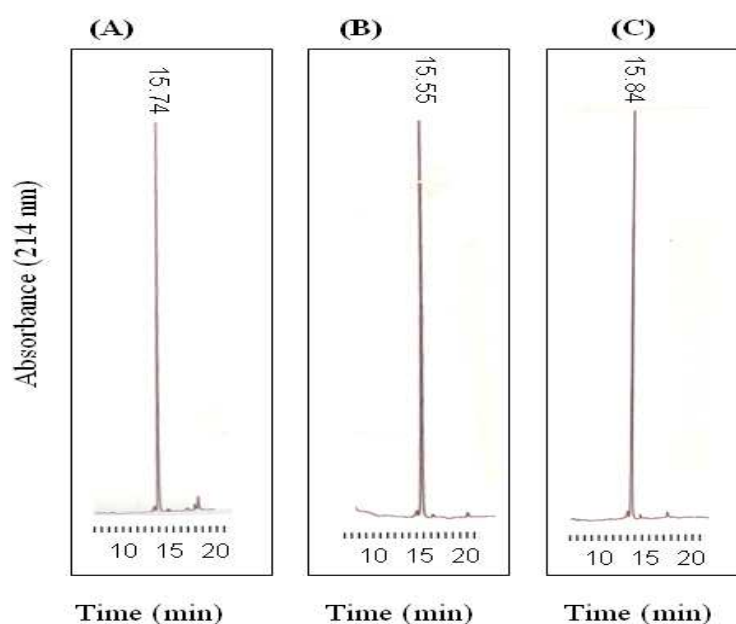 (A) (B) (C)
15.74 15.55 15.84
Absorbance (214 nm)
10 15 20 10 15 20 10 15 20
Time (min) Time (min) Time (min)